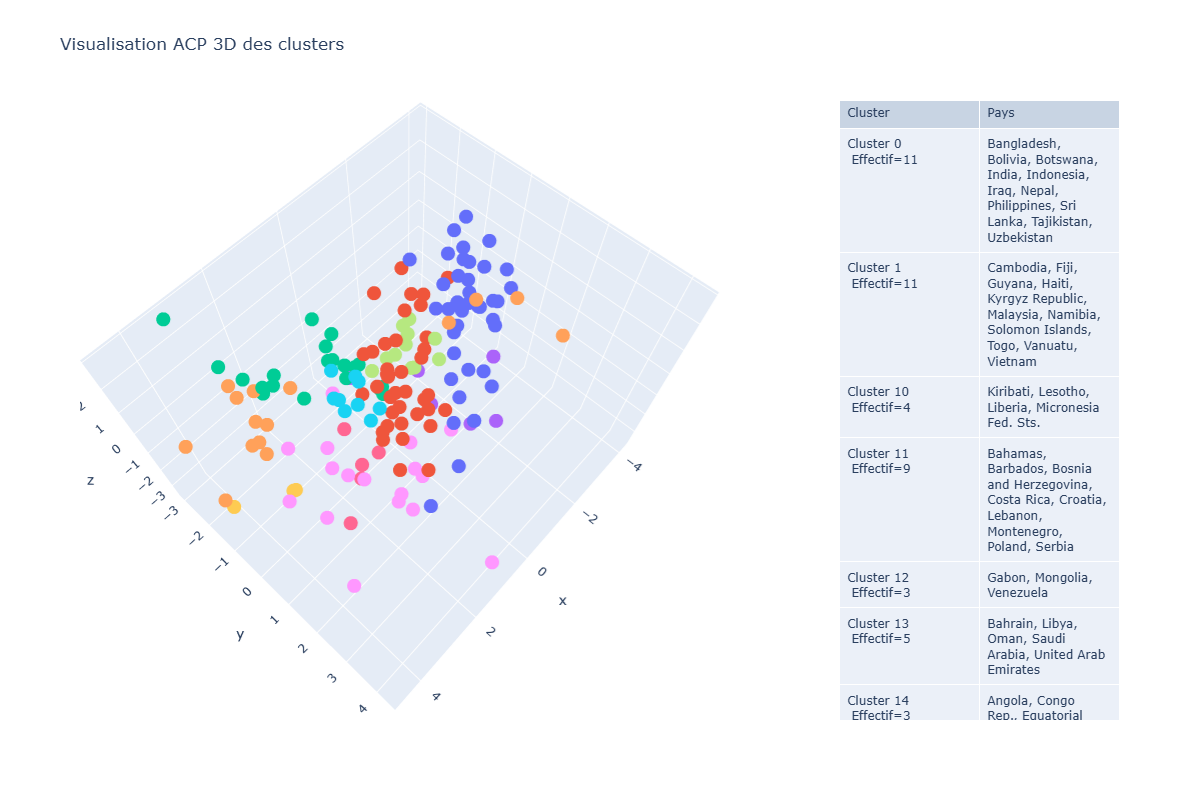 Visualisation ACP 3D des clusters
2
1
0
−1
−2
−3
z
−3
−2
−1
0
1
2
3
4
y
−4
−2
0
2
4
x
Cluster
Pays
Cluster 0
Effectif=11
Bangladesh,
Bolivia, Botswana,
India, Indonesia,
Iraq, Nepal,
Philippines, Sri
Lanka, Tajikistan,
Uzbekistan
Cluster 1
Effectif=11
Cambodia, Fiji,
Guyana, Haiti,
Kyrgyz Republic,
Malaysia, Namibia,
Solomon Islands,
Togo, Vanuatu,
Vietnam
Cluster 10
Effectif=4
Kiribati, Lesotho,
Liberia, Micronesia
Fed. Sts.
Cluster 11
Effectif=9
Bahamas,
Barbados, Bosnia
and Herzegovina,
Costa Rica, Croatia,
Lebanon,
Montenegro,
Poland, Serbia
Cluster 12
Effectif=3
Gabon, Mongolia,
Venezuela
Cluster 13
Effectif=5
Bahrain, Libya,
Oman, Saudi
Arabia, United Arab
Emirates
Cluster 14
Effectif=3
Angola, Congo
Rep., Equatorial